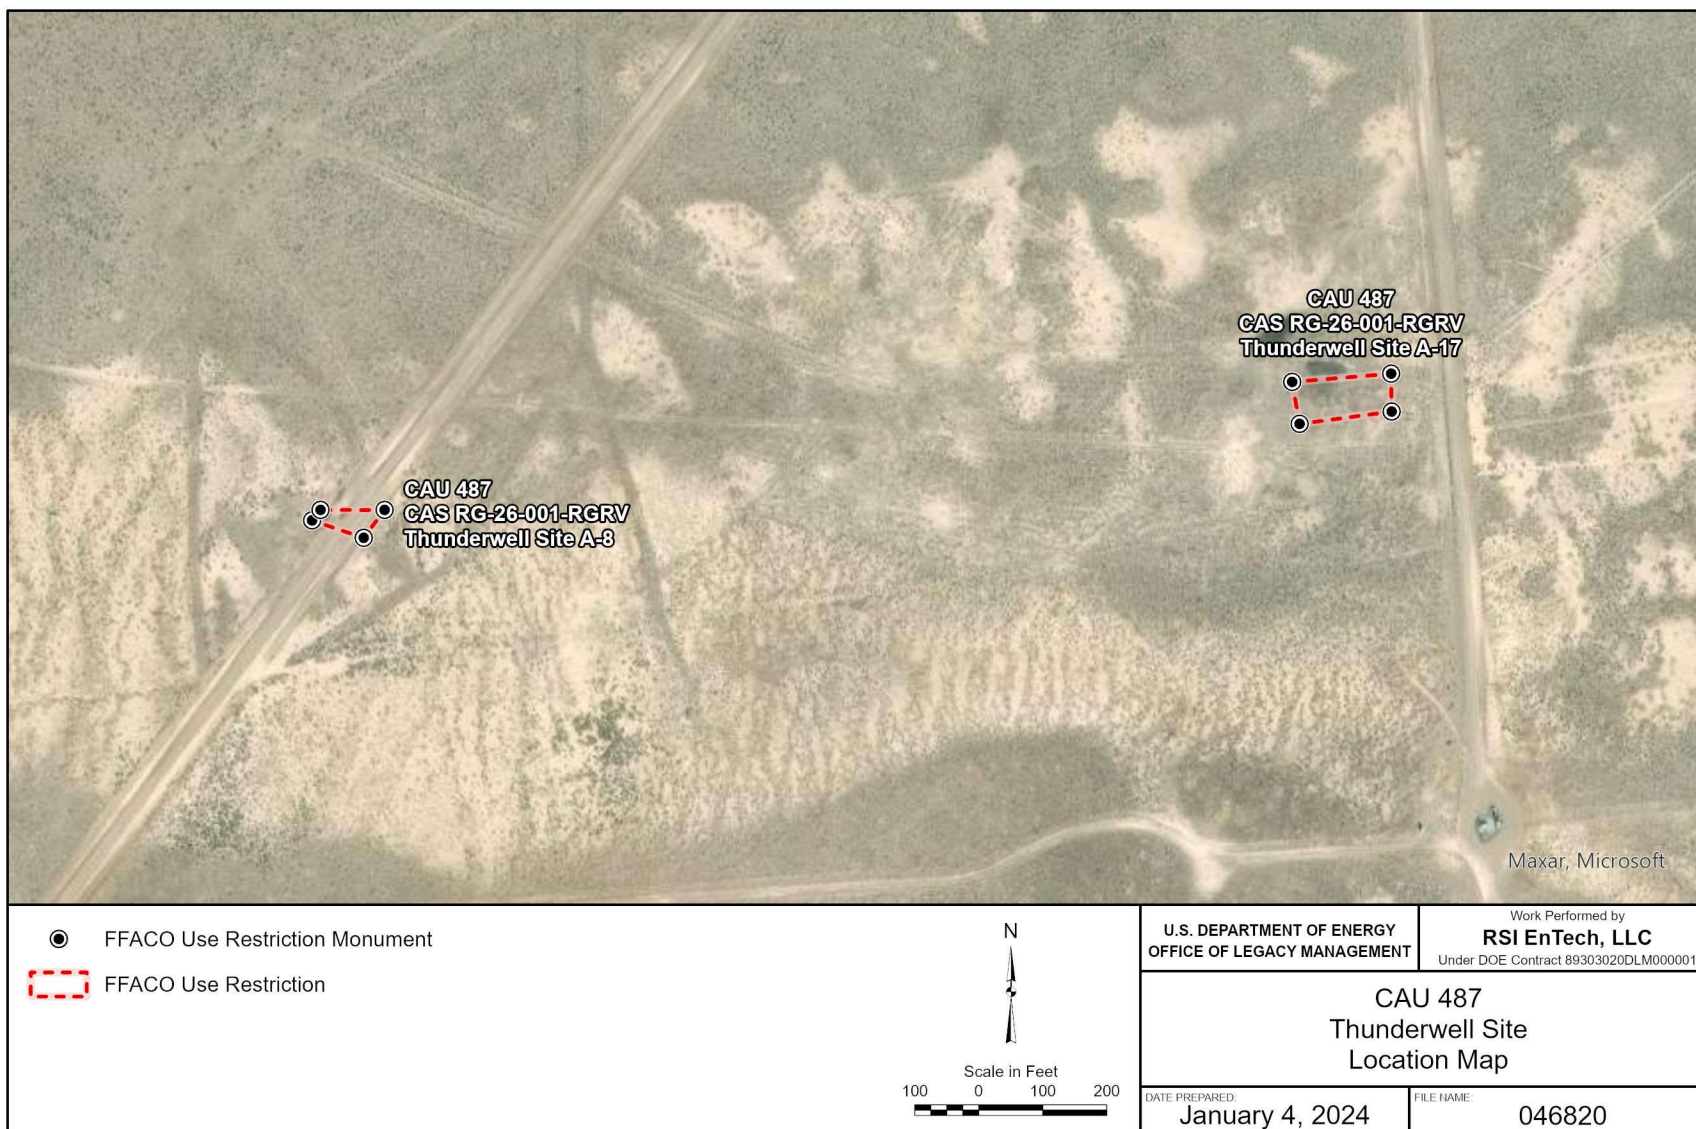 CAU 487
CAS RG-26-001-RGRV
Thunderwell Site A-17
CAU 487
CAS RG-26-001-RGRV
Thunderwell Site A-8
Maxar, Microsoft
FFACO Use Restriction Monument
FFACO Use Restriction
N
Scale in Feet
100 0 100 200
U.S. DEPARTMENT OF ENERGY
OFFICE OF LEGACY MANAGEMENT
Work Performed by
RSI EnTech, LLC
Under DOE Contract 89303020DLM000001
CAU 487
Thunderwell Site
Location Map
DATE PREPARED:
January 4, 2024
FILE NAME:
046820